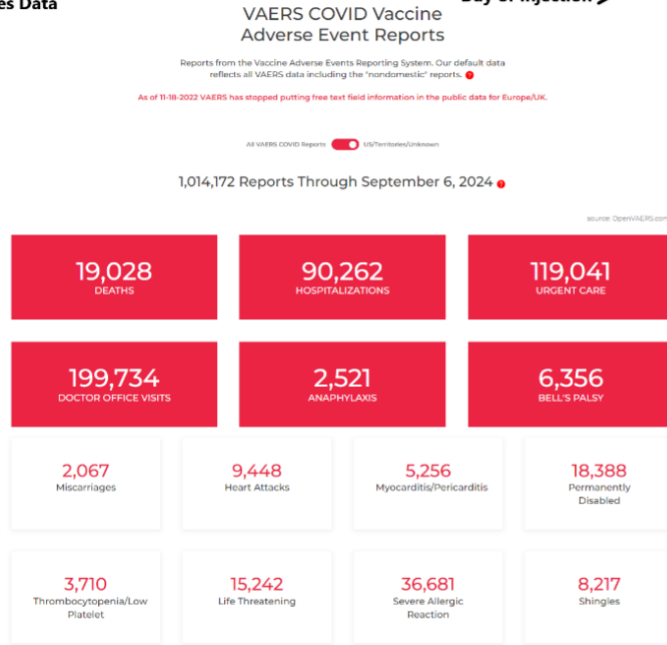 es Data
VAERS COVID Vaccine
Adverse Event Reports
Reports from the Vaccine Adverse Events Reporting System. Our default data
reflects all VAERS data including the "nondomestic" reports. ?
As of 11-18-2022 VAERS has stopped putting free text field information in the public data for Europe/UK.
All VAERS COVID Reports US/Territories/Unknown
1,014,172 Reports Through September 6, 2024 ?
source: OpenVAERS.com
19,028
DEATHS
90,262
HOSPITALIZATIONS
119,041
URGENT CARE
199,734
DOCTOR OFFICE VISITS
2,521
ANAPHYLAXIS
6,356
BELL'S PALSY
2,067
Miscarriages
9,448
Heart Attacks
5,256
Myocarditis/Pericarditis
18,388
Permanently
Disabled
3,710
Thrombocytopenia/Low
Platelet
15,242
Life Threatening
36,681
Severe Allergic
Reaction
8,217
Shingles